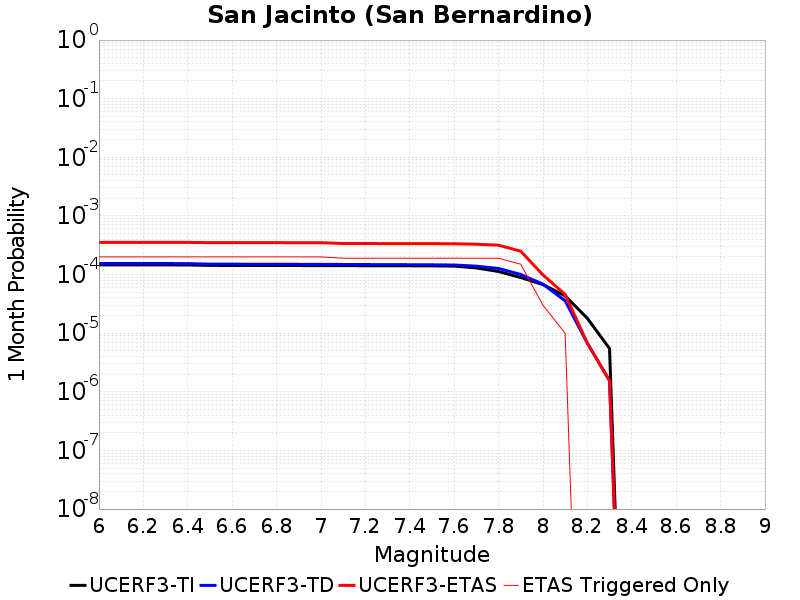 San Jacinto (San Bernardino)
1 Month Probability
10^0
10^-1
10^-2
10^-3
10^-4
10^-5
10^-6
10^-7
10^-8
6 6.2 6.4 6.6 6.8 7 7.2 7.4 7.6 7.8 8 8.2 8.4 8.6 8.8 9
Magnitude
UCERF3-TI UCERF3-TD UCERF3-ETAS ETAS Triggered Only